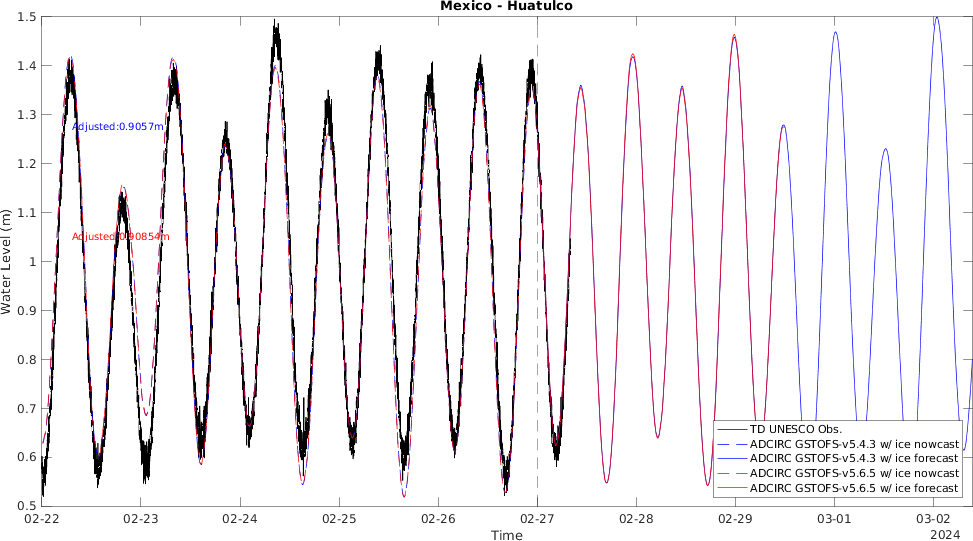 Mexico - Huatulco
Water Level (m)
1.5
1.4
1.3
1.2
1.1
1
0.9
0.8
0.7
0.6
0.5
Adjusted:0.9057m
Adjusted:0.90854m
TD UNESCO Obs.
ADCIRC GSTOFS-v5.4.3 w/ ice nowcast
ADCIRC GSTOFS-v5.4.3 w/ ice forecast
ADCIRC GSTOFS-v5.6.5 w/ ice nowcast
ADCIRC GSTOFS-v5.6.5 w/ ice forecast
02-22 02-23 02-24 02-25 02-26 02-27 02-28 02-29 03-01 03-02
Time
2024